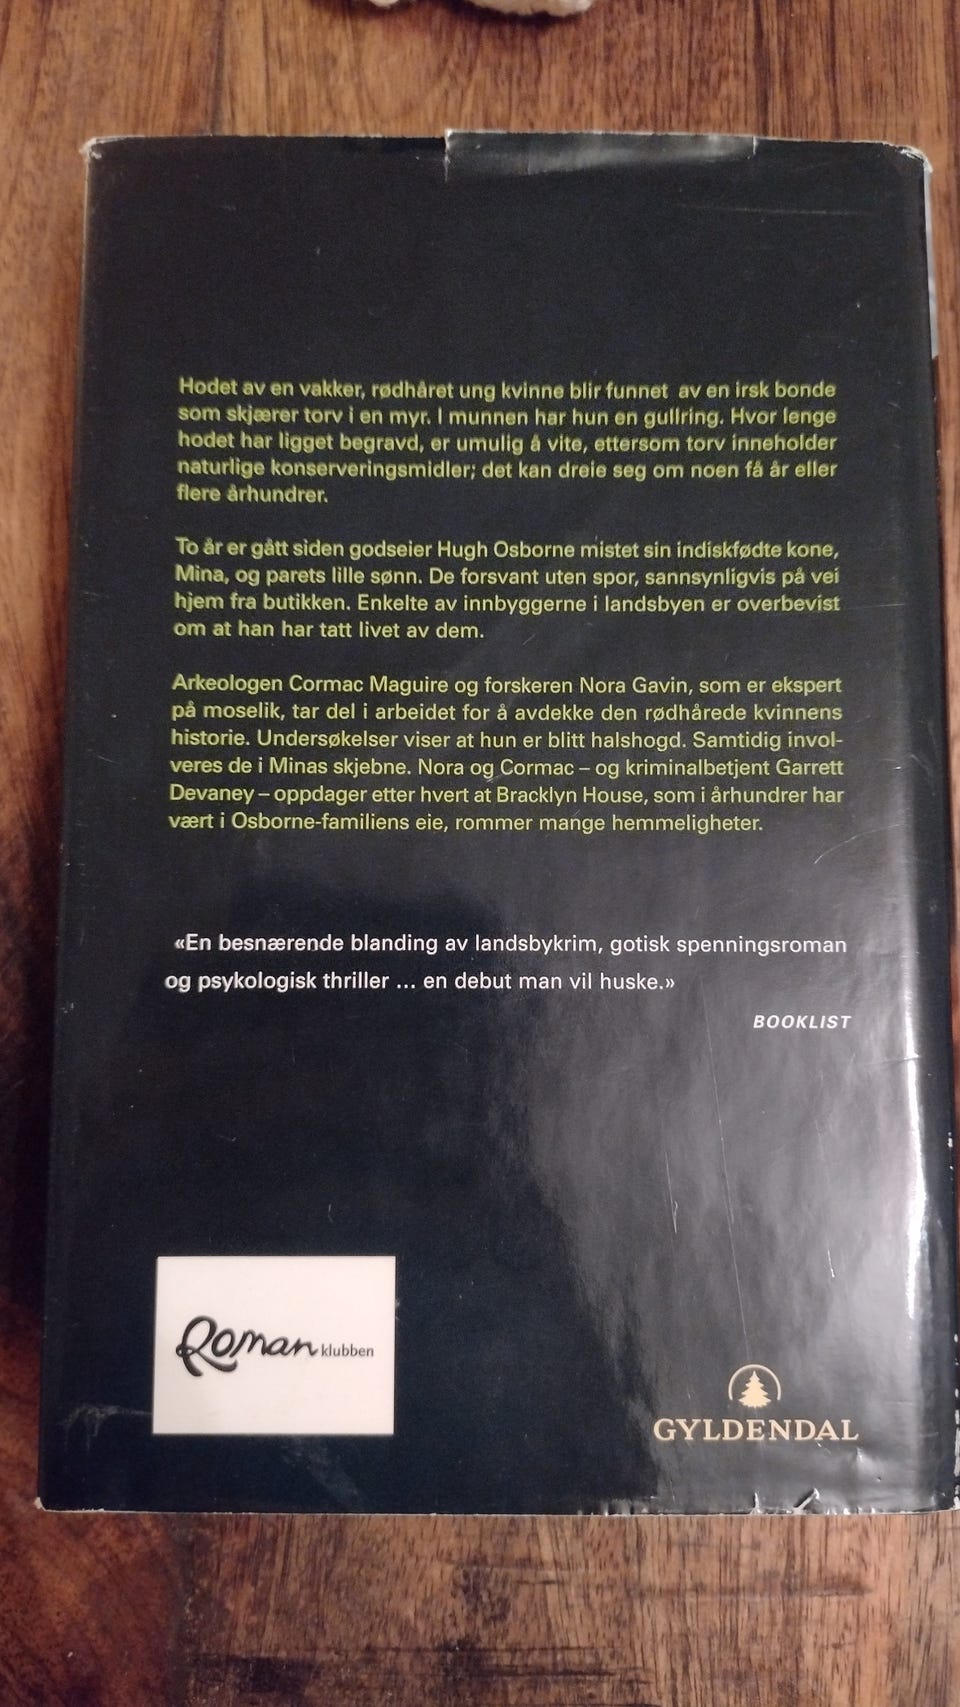 Hodet av en vakker, rødhåret ung kvinne blir funnet av en irsk bonde
som skjærer torv i en myr. I munnen har hun en gullring. Hvor lenge
hodet har ligget begravd, er umulig å vite, ettersom torv inneholder
naturlige konserveringsmidler; det kan dreie seg om noen få år eller
flere århundrer.
To år er gått siden godseier Hugh Osborne mistet sin indiskfødte kone,
Mina, og parets lille sønn. De forsvant uten spor, sannsynligvis på vei
hjem fra butikken. Enkelte av innbyggerne i landsbyen er overbevist
om at han har tatt livet av dem.
Arkeologen Cormac Maguire og forskeren Nora Gavin, som er ekspert
på moselik, tar del i arbeidet for å avdekke den rødhårede kvinnens
historie. Undersøkelser viser at hun er blitt halshogd. Samtidig invol-
veres de i Minas skjebne. Nora og Cormac – og kriminalbetjent Garrett
Devaney – oppdager etter hvert at Bracklyn House, som i århundrer har
vært i Osborne-familiens eie, rommer mange hemmeligheter.
«En besnærende blanding av landsbykrim, gotisk spenningsroman
og psykologisk thriller ... en debut man vil huske.»
BOOKLIST
Roman klubben
GYLDENDAL